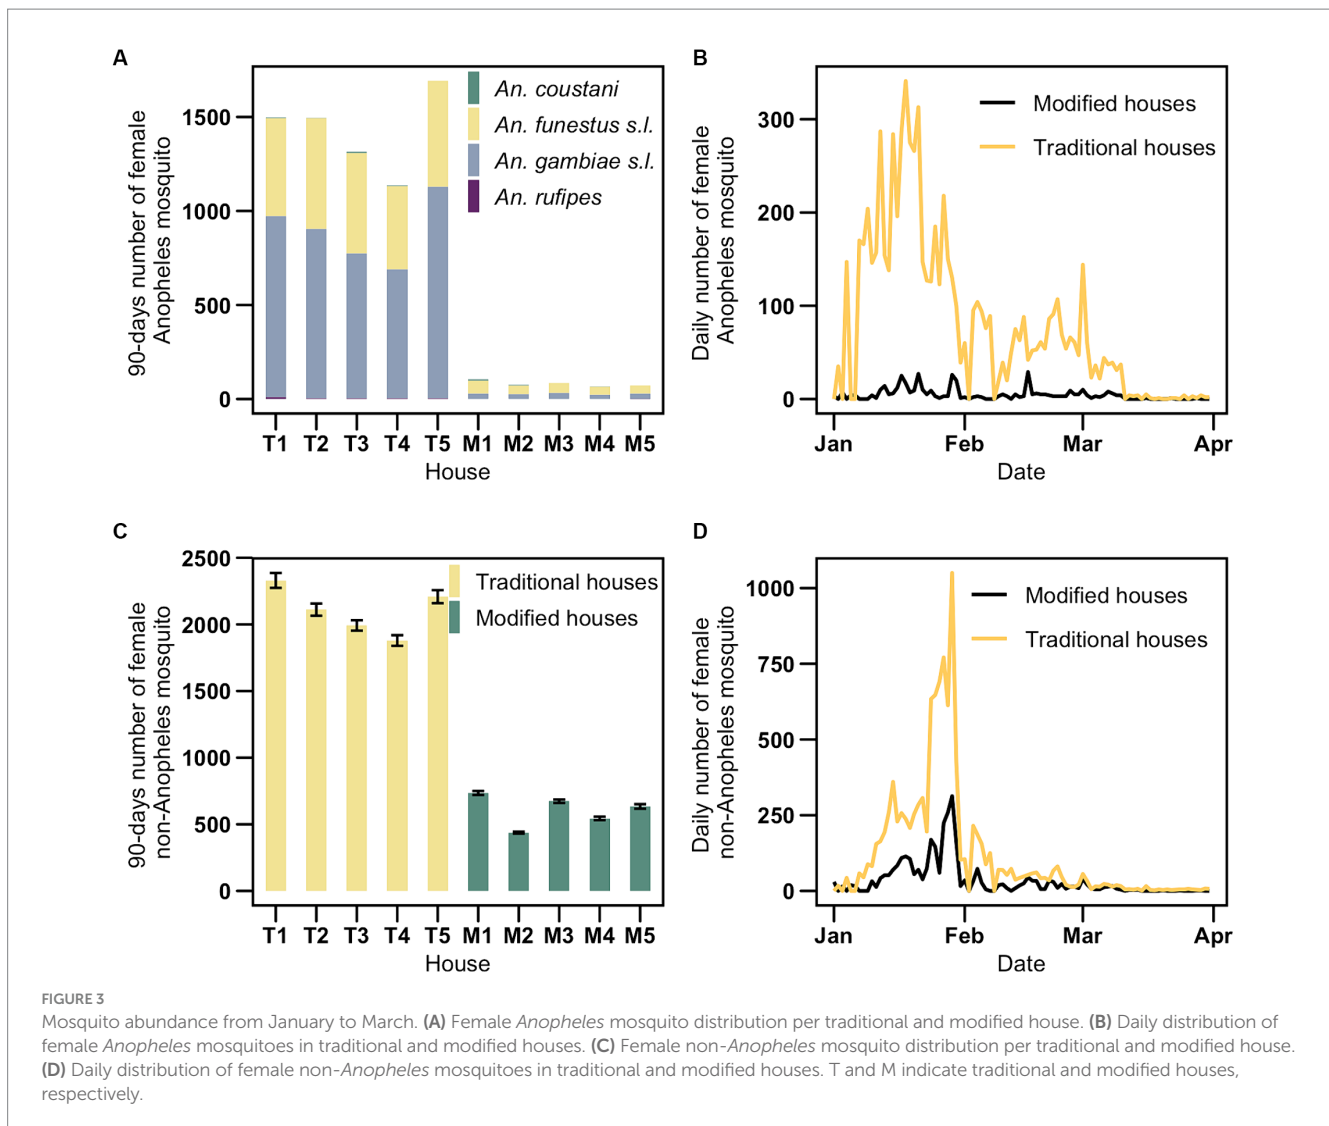 A
90-days number of female
Anopheles mosquito
1500
1000
500
0
An. coustani
An. funestus s.l.
An. gambiae s.l.
An. rufipes
T1 T2 T3 T4 T5 M1 M2 M3 M4 M5
House
B
Daily number of female
Anopheles mosquito
300
200
100
0
Modified houses
Traditional houses
Jan Feb Mar Apr
Date
C
90-days number of female
non-Anopheles mosquito
2500
2000
1500
1000
500
0
Traditional houses
Modified houses
T1 T2 T3 T4 T5 M1 M2 M3 M4 M5
House
D
Daily number of female
non-Anopheles mosquito
1000
750
500
250
0
Modified houses
Traditional houses
Jan Feb Mar Apr
Date
FIGURE 3
Mosquito abundance from January to March. (A) Female Anopheles mosquito distribution per traditional and modified house. (B) Daily distribution of
female Anopheles mosquitoes in traditional and modified houses. (C) Female non-Anopheles mosquito distribution per traditional and modified house.
(D) Daily distribution of female non-Anopheles mosquitoes in traditional and modified houses. T and M indicate traditional and modified houses,
respectively.